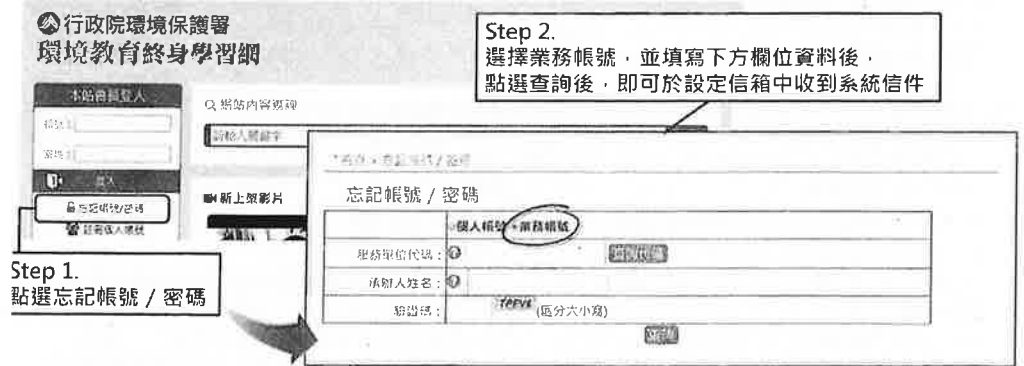 行政院環境保護署
環境教育終身學習網
Step 2.
選擇業務帳號，並填寫下方欄位資料後，
點選查詢後，即可於設定信箱中收到系統信件
本站會員登入
網站內容搜尋
請輸入關鍵字
帳號：
密碼：
登入
忘記帳號/密碼
註冊個人帳號
新上架影片
忘記帳號 / 密碼
個人帳號 業務帳號
服務單位代碼：
承辦人姓名：
驗證碼：
(區分大小寫)
Step 1.
點選忘記帳號 / 密碼